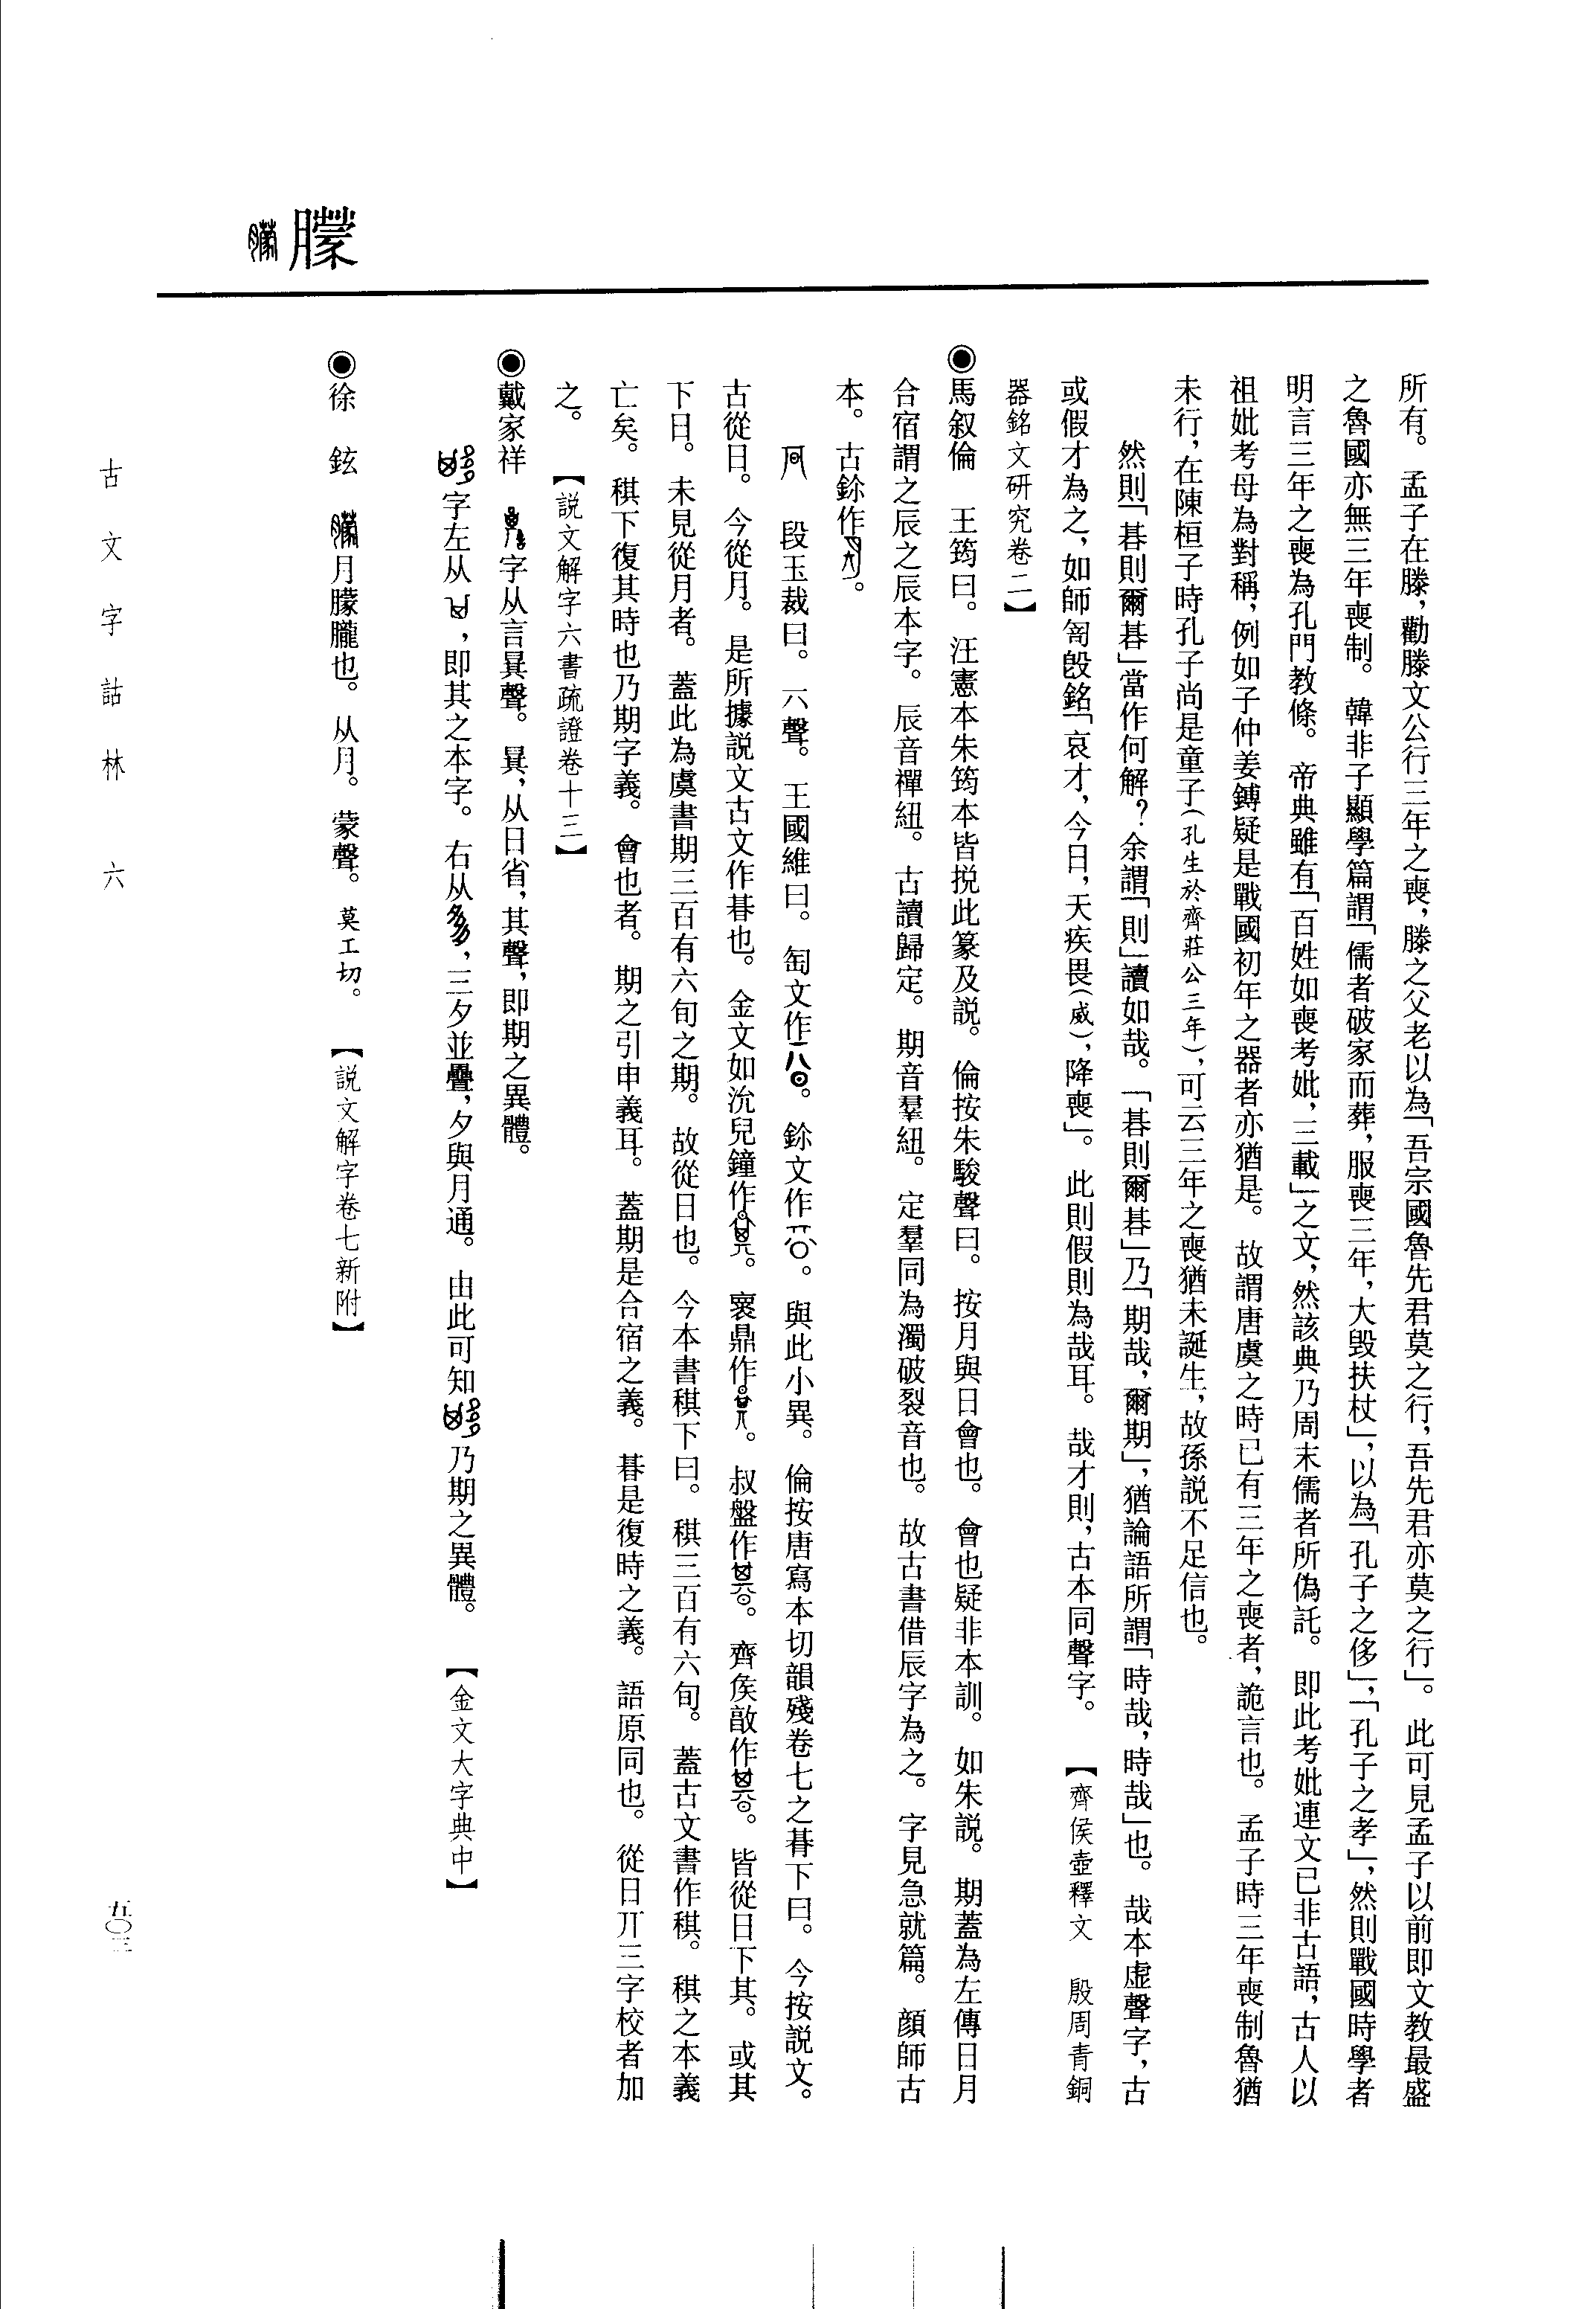 朦
所有。孟子在滕，勸滕文公行三年之喪，滕之父老以為「吾宗國魯先君莫之行，吾先君亦莫之行」。此可見孟子以前即文教最盛
之魯國亦無三年喪制。韓非子顯學篇謂「儒者破家而葬，服喪三年，大毀扶杖」，以為「孔子之侈」，「孔子之孝」，然則戰國時學者
明言三年之喪為孔門教條。帝典雖有「百姓如喪考妣，三載」之文，然該典乃周末儒者所偽託。即此考妣連文已非古語，古人以
祖妣考母為對稱，例如子仲姜鎛疑是戰國初年之器者亦猶是。故謂唐虞之時已有三年之喪者，詭言也。孟子時三年喪制魯猶
未行，在陳桓子時孔子尚是童子（孔生於齊莊公三年），可云三年之喪猶未誕生，故孫説不足信也。
然則「朞則爾朞」當作何解？余謂「則」讀如哉。「朞則爾朞」乃「期哉，爾期」，猶論語所謂「時哉，時哉」也。哉本虛聲字，古
或假才為之，如師訇𣪘銘「哀才，今日，天疾畏（威），降喪」。此則假則為哉耳。哉才則，古本同聲字。【齊侯壺釋文　殷周青銅
器銘文研究卷二】
◉馬叙倫　王筠曰。汪憲本朱筠本皆挩此篆及説。倫按朱駿聲曰。按月與日會也。會也疑非本訓。如朱説。期蓋為左傳日月
合宿謂之辰之辰本字。辰音禪紐。古讀歸定。期音羣紐。定羣同為濁破裂音也。故古書借辰字為之。字見急就篇。顏師古
本。古鉩作。
段玉裁曰。丌聲。王國維曰。匋文作。鉩文作。與此小異。倫按唐寫本切韻殘卷七之朞下曰。今按説文。
古從日。今從月。是所據説文古文作朞也。金文如沇兒鐘作。㝨鼎作。叔盤作。齊矦敼作。皆從日下其。或其
下日。未見從月者。蓋此為虞書期三百有六旬之期。故從日也。今本書稘下曰。稘三百有六旬。蓋古文書作稘。稘之本義
亡矣。稘下復其時也乃期字義。會也者。期之引申義耳。蓋期是合宿之義。朞是復時之義。語原同也。從日丌三字校者加
之。【説文解字六書疏證卷十三】
◉戴家祥　字从言㫷聲。㫷，从日省，其聲，即期之異體。
字左从，即其之本字。右从，三夕並疊，夕與月通。由此可知乃期之異體。【金文大字典中】
◉徐　鉉　月朦朧也。从月。蒙聲。莫工切。【説文解字卷七新附】
古文字詁林　六
五〇三